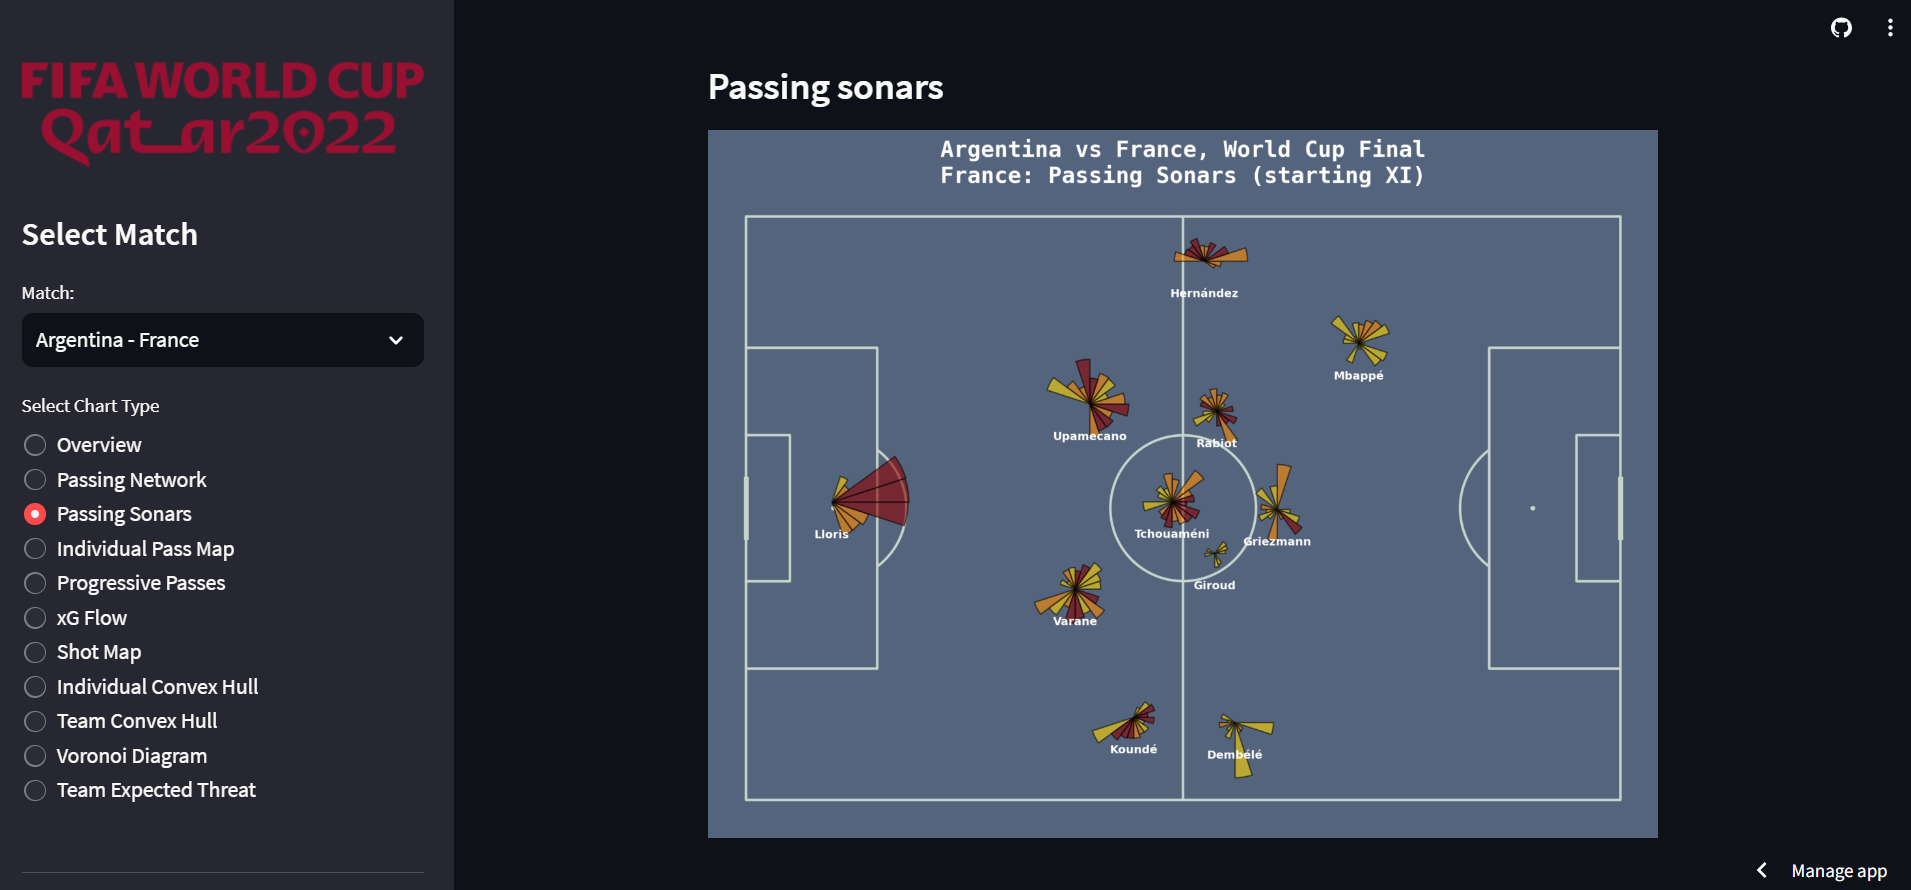 FIFA WORLD CUP
Qatar2022
Select Match
Match:
Argentina - France
Select Chart Type
Overview
Passing Network
Passing Sonars
Individual Pass Map
Progressive Passes
xG Flow
Shot Map
Individual Convex Hull
Team Convex Hull
Voronoi Diagram
Team Expected Threat
Passing sonars
Argentina vs France, World Cup Final
France: Passing Sonars (starting XI)
Hernández
Mbappé
Upamecano
Rabiot
Lloris
Tchouaméni
Griezmann
Giroud
Varane
Koundé
Dembélé
Manage app